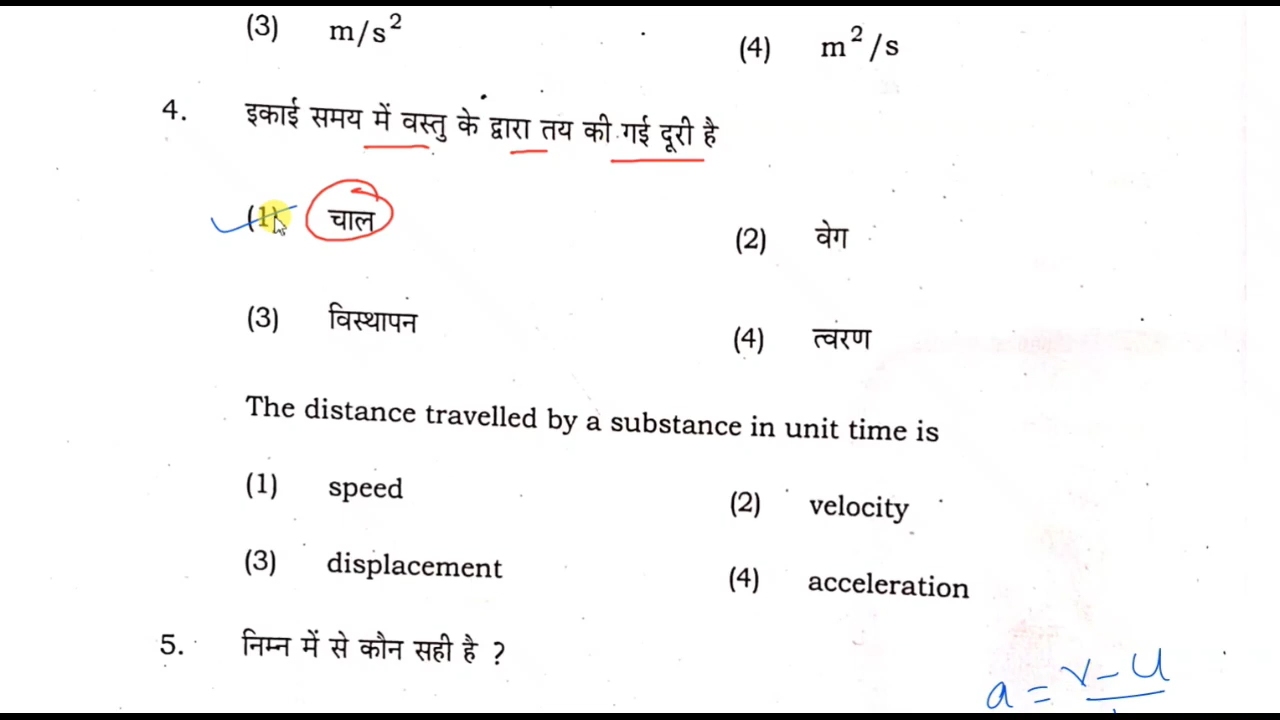 (3) m/s²
(4) m²/s
4. इकाई समय में वस्तु के द्वारा तय की गई दूरी है
(1) चाल
(2) वेग
(3) विस्थापन
(4) त्वरण
The distance travelled by a substance in unit time is
(1) speed
(2) velocity
(3) displacement
(4) acceleration
5. निम्न में से कौन सही है ?
a = v - u